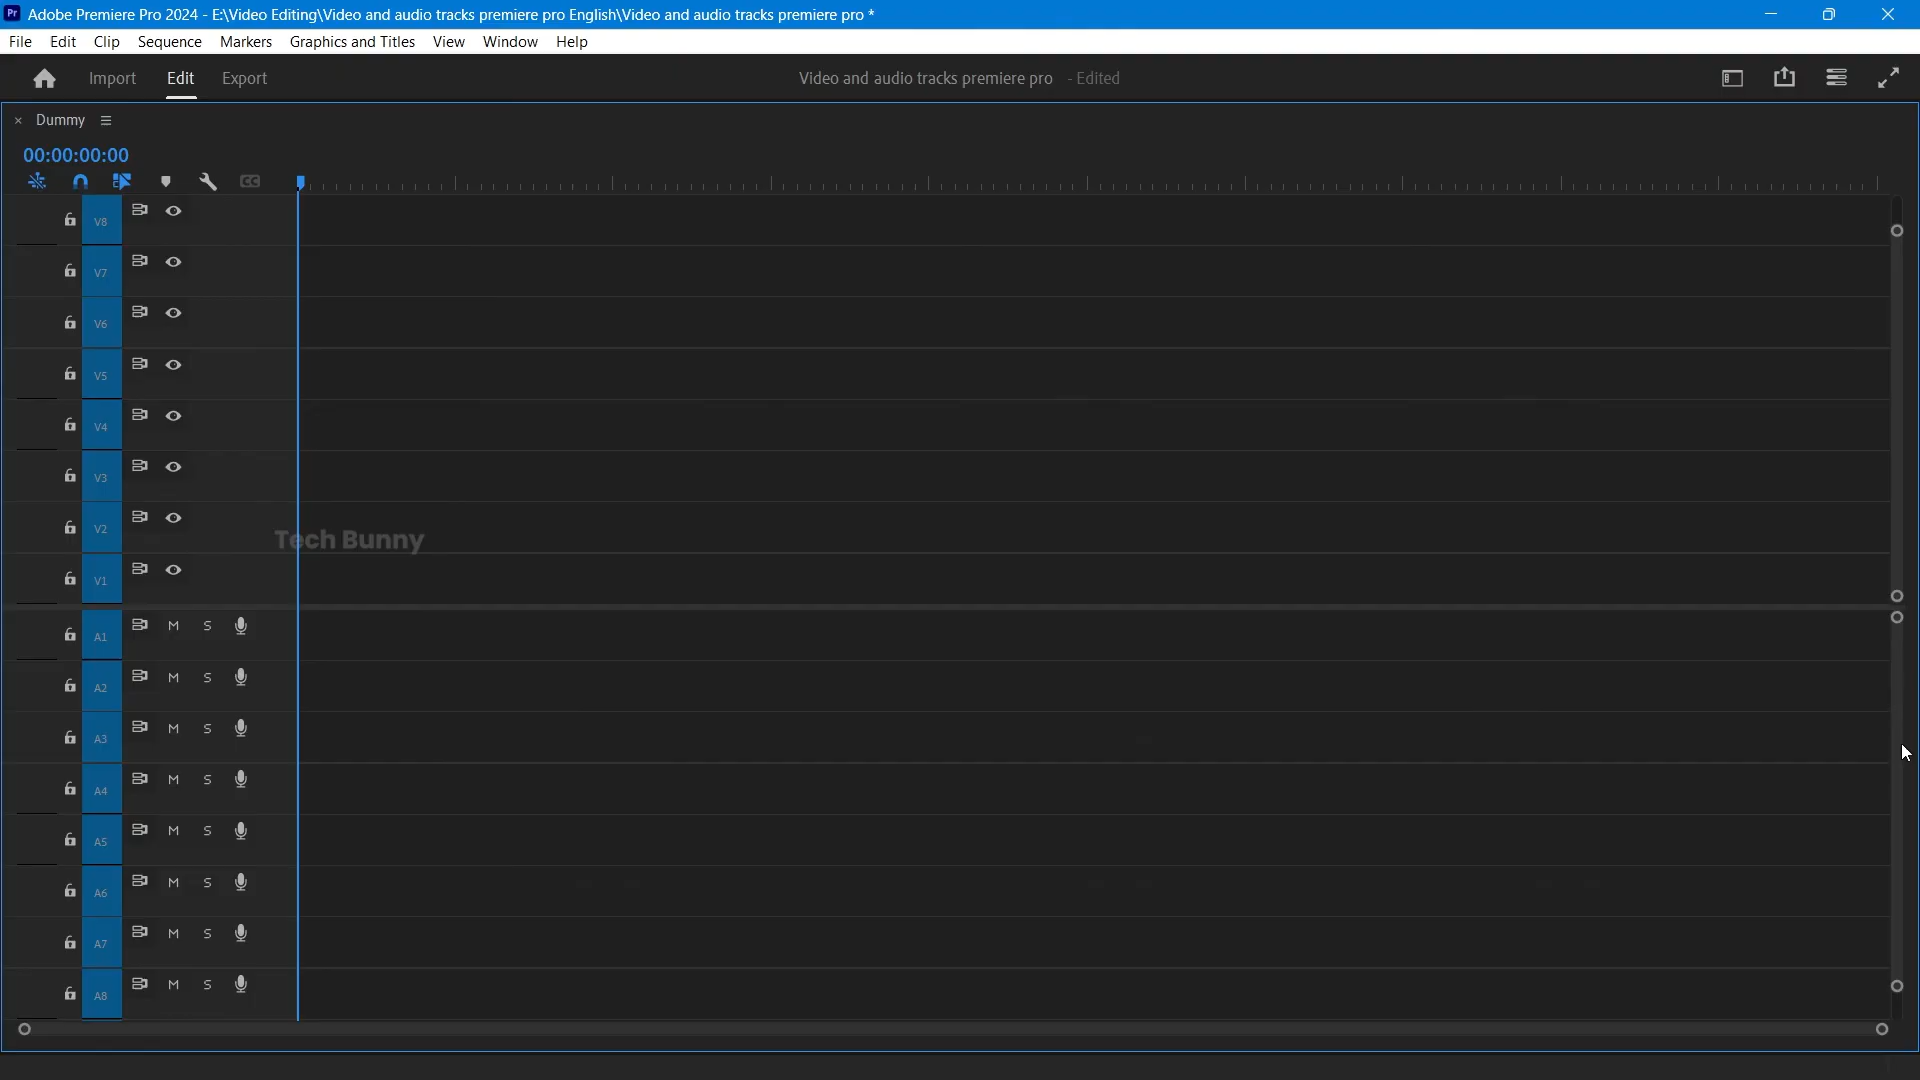 Pr Adobe Premiere Pro 2024 - E:\Video Editing\Video and audio tracks premiere pro English\Video and audio tracks premiere pro *
File Edit Clip Sequence Markers Graphics and Titles View Window Help
Import Edit Export Video and audio tracks premiere pro - Edited
Dummy
00:00:00:00
CC
V8
V7
V6
V5
V4
V3
V2
Tech Bunny
V1
A1 M S
A2 M S
A3 M S
A4 M S
A5 M S
A6 M S
A7 M S
A8 M S